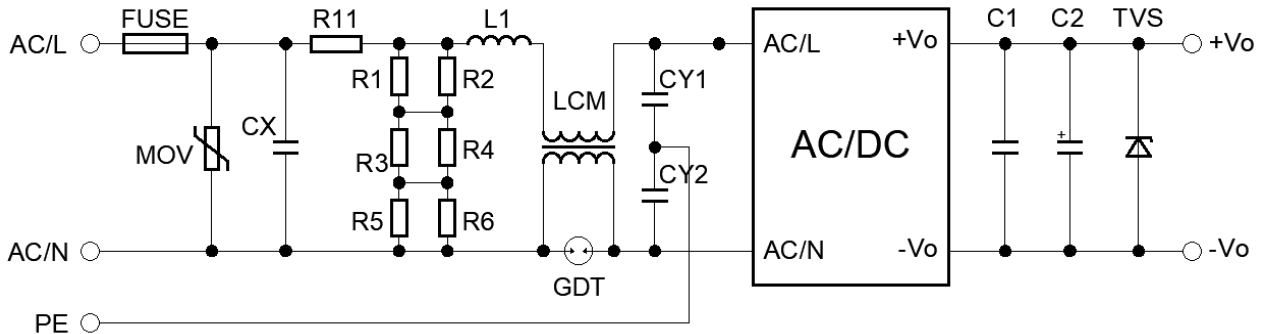 FUSE
R11
L1
C1
C2
TVS
AC/L
AC/L
+Vo
+Vo
R1
R2
CY1
LCM
CX
+
MOV
R3
R4
AC/DC
CY2
R5
R6
AC/N
AC/N
-Vo
-Vo
GDT
PE